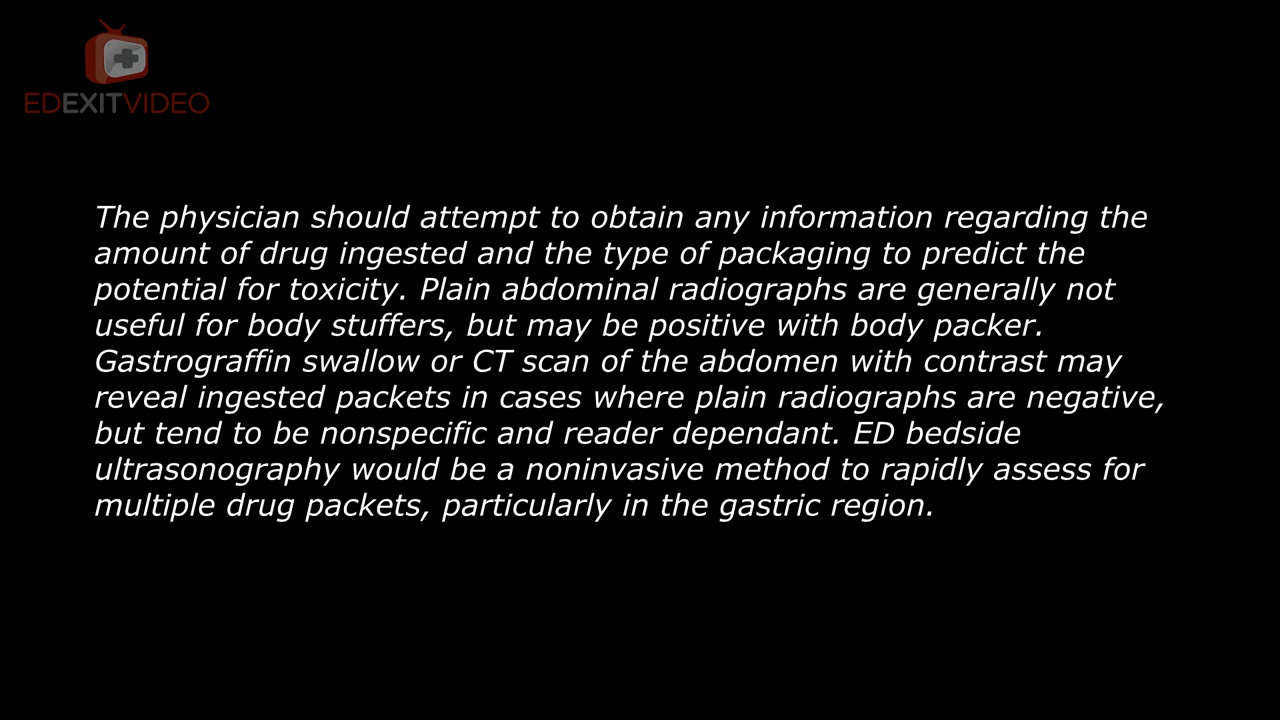 EDEXITVIDEO
The physician should attempt to obtain any information regarding the
amount of drug ingested and the type of packaging to predict the
potential for toxicity. Plain abdominal radiographs are generally not
useful for body stuffers, but may be positive with body packer.
Gastrograffin swallow or CT scan of the abdomen with contrast may
reveal ingested packets in cases where plain radiographs are negative,
but tend to be nonspecific and reader dependant. ED bedside
ultrasonography would be a noninvasive method to rapidly assess for
multiple drug packets, particularly in the gastric region.